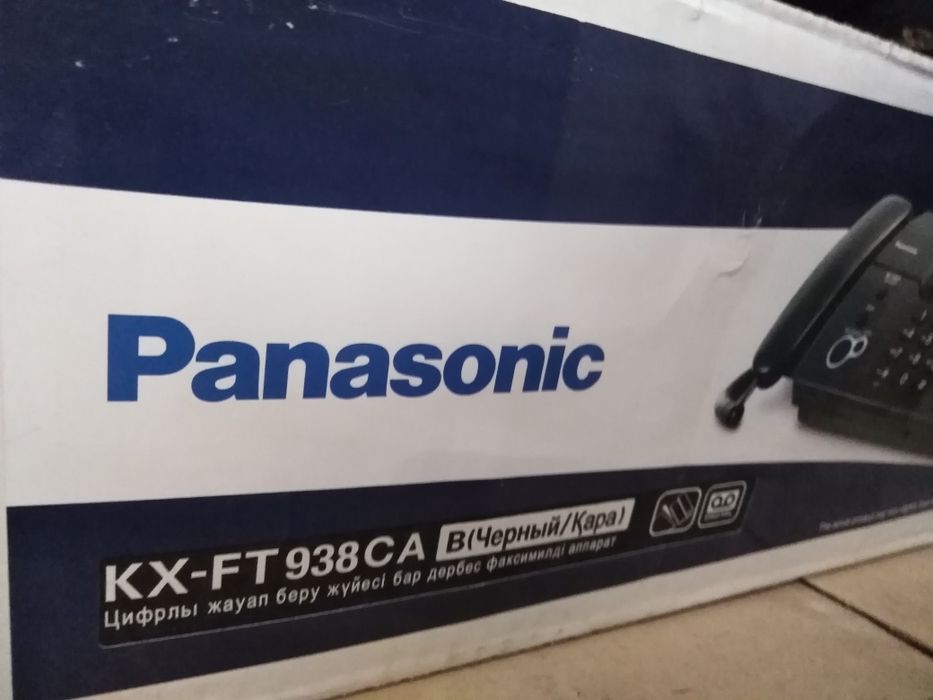 Panasonic
KX-FT938CA B(Черный/Қара)
Цифрлы жауап беру жүйесі бар дербес факсимилді аппарат